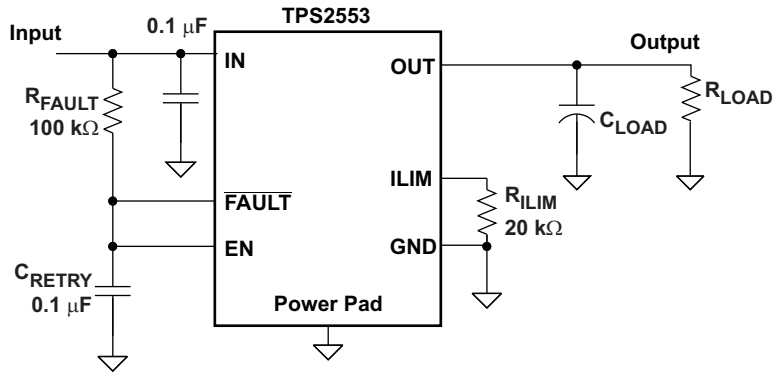 TPS2553
Input
0.1 μF
IN
OUT
Output
R_FAULT
100 kΩ
C_LOAD
R_LOAD
FAULT
ILIM
R_ILIM
20 kΩ
EN
GND
C_RETRY
0.1 μF
Power Pad